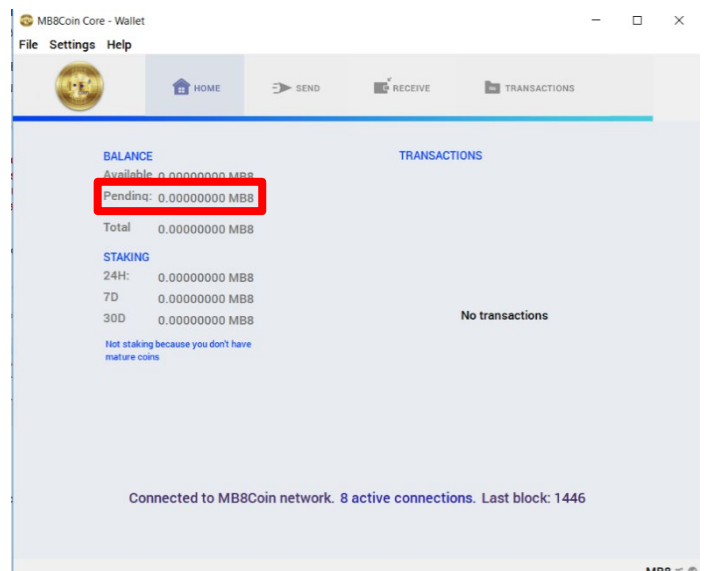 MB8Coin Core - Wallet
File Settings Help
HOME SEND RECEIVE TRANSACTIONS
BALANCE
Available 0.00000000 MB8
Pending: 0.00000000 MB8
Total 0.00000000 MB8
STAKING
24H: 0.00000000 MB8
7D 0.00000000 MB8
30D 0.00000000 MB8
Not staking because you don't have
mature coins
TRANSACTIONS
No transactions
Connected to MB8Coin network. 8 active connections. Last block: 1446
MB8